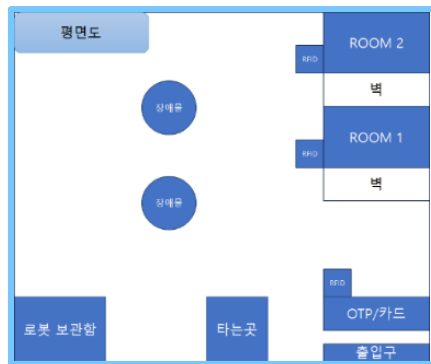 평면도
ROOM 2
RFID
장애물
벽
ROOM 1
RFID
벽
장애물
RFID
로봇 보관함
타는곳
OTP/카드
출입구